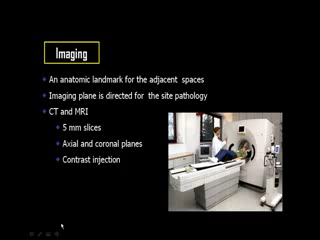 Imaging
An anatomic landmark for the adjacent spaces
Imaging plane is directed for the site pathology
CT and MRI
5 mm slices
Axial and coronal planes
Contrast injection